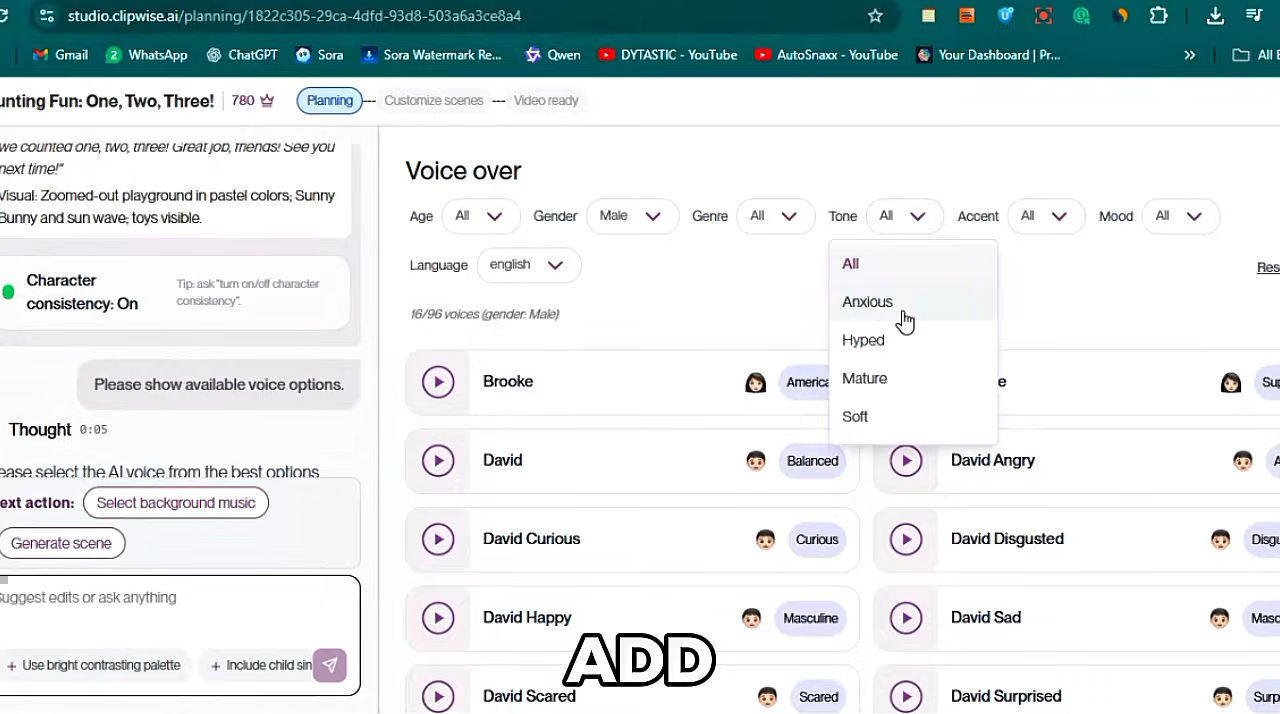 studio.clipwise.ai/planning/1822c305-29ca-4dfd-93d8-503a6a3ce8a4
Gmail
2 WhatsApp
ChatGPT
Sora
Sora Watermark Re...
Qwen
DYTASTIC - YouTube
AutoSnaxx - YouTube
Your Dashboard | Pr...
All
unting Fun: One, Two, Three!
780
Planning
Customize scenes
Video ready
we counted one, two, three! Great job, friends! See you
next time!"
Visual: Zoomed-out playground in pastel colors; Sunny
Bunny and sun wave; toys visible.
Character
consistency: On
Tip: ask "turn on/off character
consistency".
Please show available voice options.
Thought 0:05
ease select the AI voice from the best options
ext action:
Select background music
Generate scene
Suggest edits or ask anything
+ Use bright contrasting palette
+ Include child sin
Voice over
Age All
Gender Male
Genre All
Tone All
Accent All
Mood All
Language english
Res
16/96 voices (gender: Male)
All
Anxious
Hyped
Mature
Soft
Brooke
America
e
Sup
David
Balanced
David Angry
A
David Curious
Curious
David Disgusted
Disgu
David Happy
Masculine
David Sad
Masc
David Scared
Scared
David Surprised
Surp
ADD